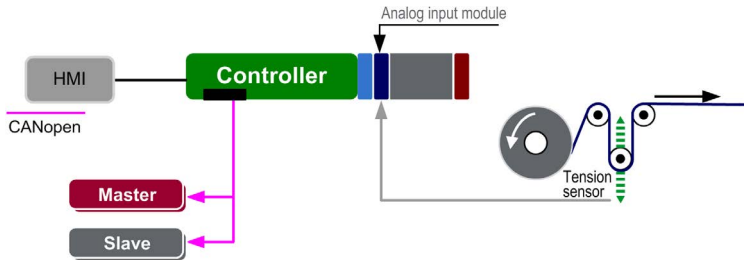 Analog input module
HMI
Controller
CANopen
Tension
sensor
Master
Slave